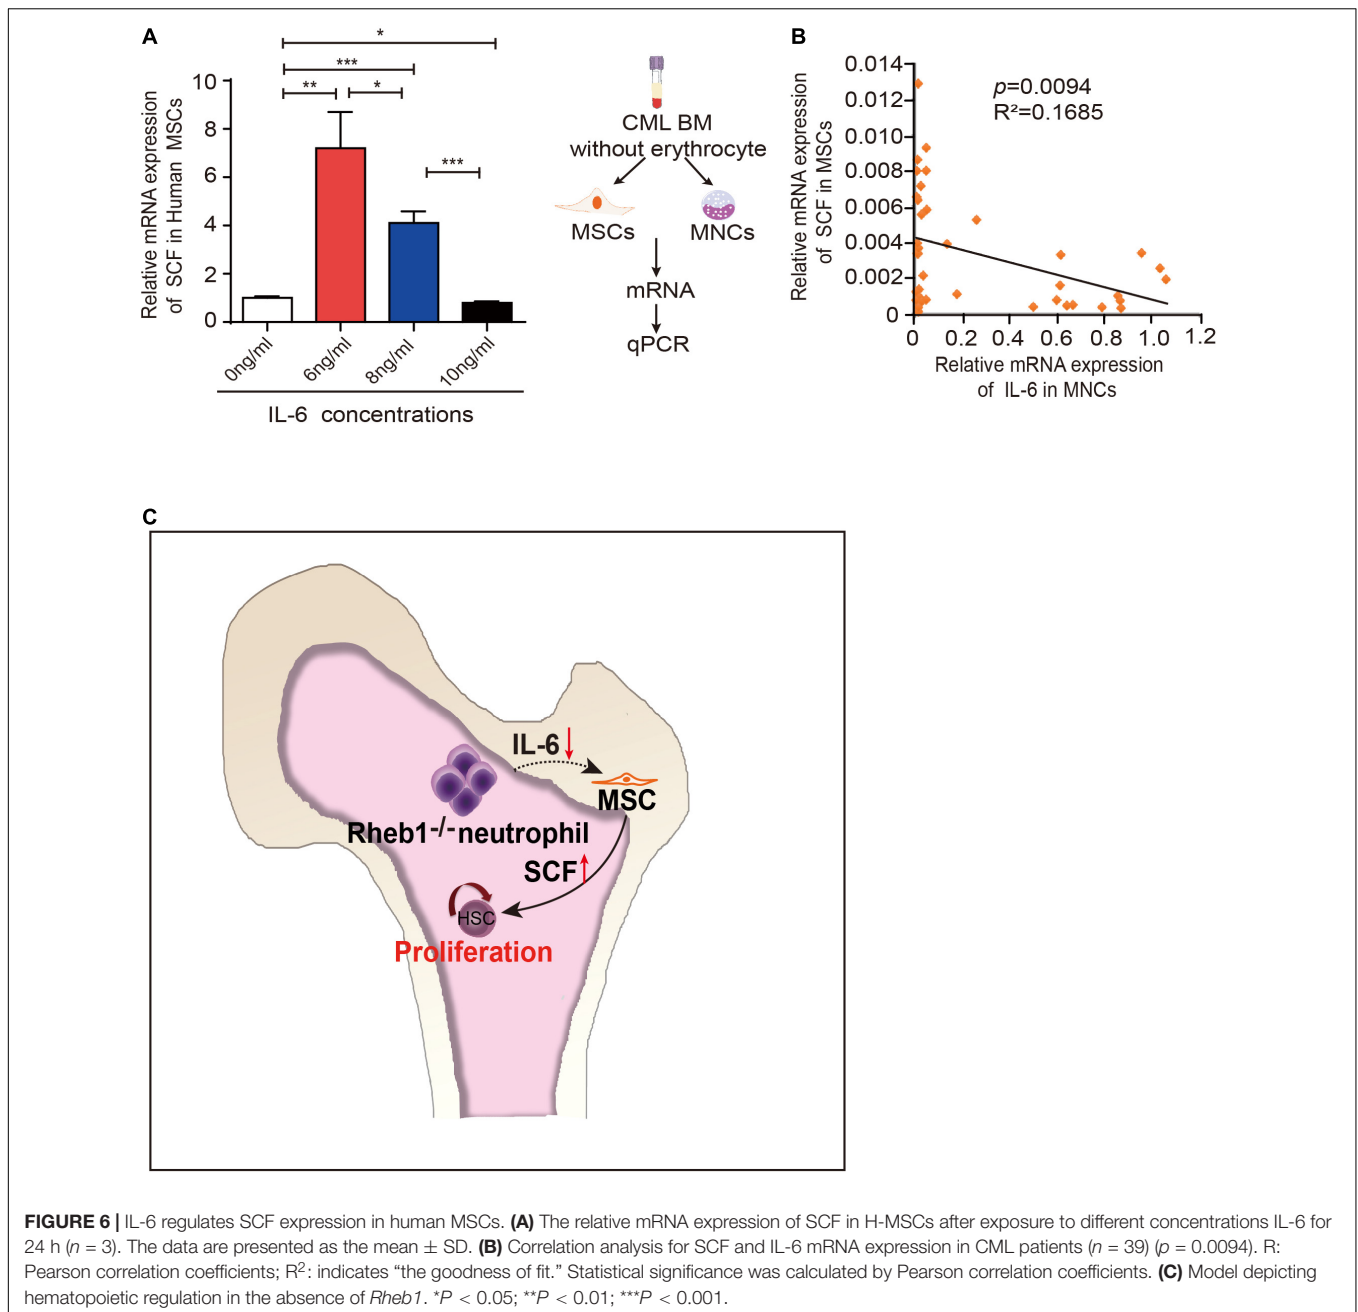 A
*
***
** *
***
Relative mRNA expression
of SCF in Human MSCs
10
8
6
4
2
0
0ng/ml 6ng/ml 8ng/ml 10ng/ml
IL-6 concentrations
CML BM
without erythrocyte
MSCs MNCs
mRNA
qPCR
B
p=0.0094
R²=0.1685
Relative mRNA expression
of SCF in MSCs
0.014
0.012
0.010
0.008
0.006
0.004
0.002
0
0 0.2 0.4 0.6 0.8 1.0 1.2
Relative mRNA expression
of IL-6 in MNCs
C
IL-6
MSC
Rheb1-/-neutrophil
SCF
HSC
Proliferation
FIGURE 6 | IL-6 regulates SCF expression in human MSCs. (A) The relative mRNA expression of SCF in H-MSCs after exposure to different concentrations IL-6 for
24 h (n = 3). The data are presented as the mean ± SD. (B) Correlation analysis for SCF and IL-6 mRNA expression in CML patients (n = 39) (p = 0.0094). R:
Pearson correlation coefficients; R²: indicates “the goodness of fit.” Statistical significance was calculated by Pearson correlation coefficients. (C) Model depicting
hematopoietic regulation in the absence of Rheb1. *P < 0.05; **P < 0.01; ***P < 0.001.